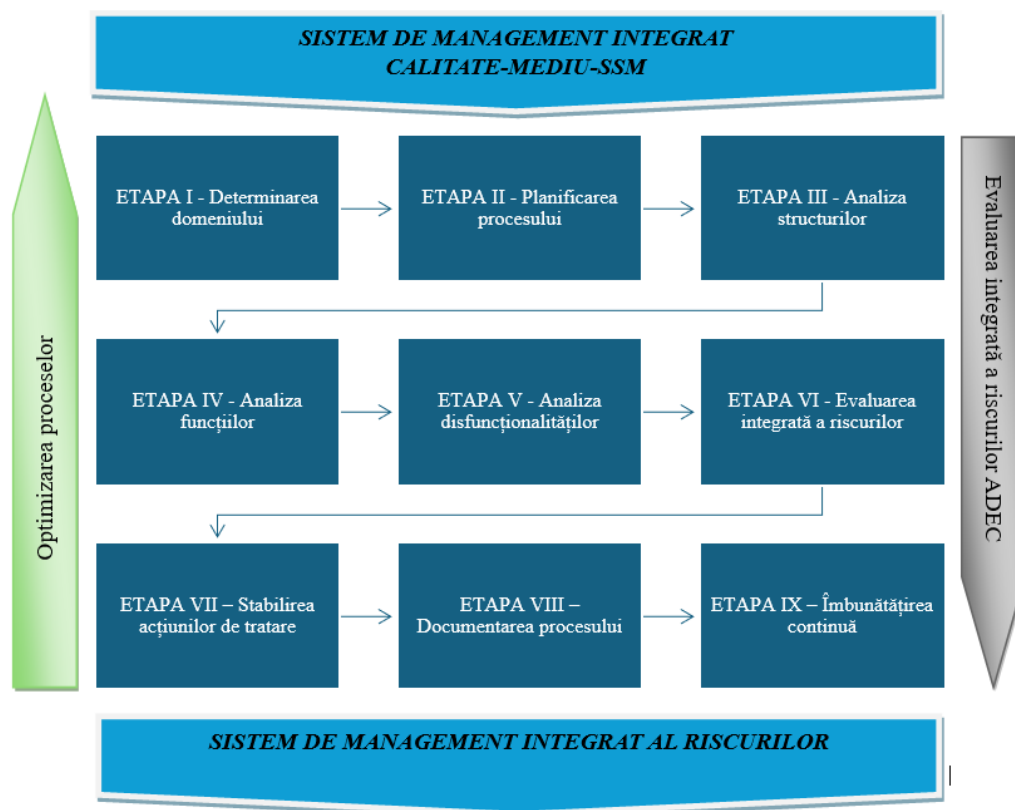 SISTEM DE MANAGEMENT INTEGRAT
CALITATE-MEDIU-SSM
ETAPA I - Determinarea
domeniului
ETAPA II - Planificarea
procesului
ETAPA III - Analiza
structurilor
ETAPA IV - Analiza
funcțiilor
ETAPA V - Analiza
disfuncționalităților
ETAPA VI - Evaluarea
integrată a riscurilor
ETAPA VII – Stabilirea
acțiunilor de tratare
ETAPA VIII –
Documentarea procesului
ETAPA IX – Îmbunătățirea
continuă
Optimizarea proceselor
Evaluarea integrată a riscurilor ADEC
SISTEM DE MANAGEMENT INTEGRAT AL RISCURILOR